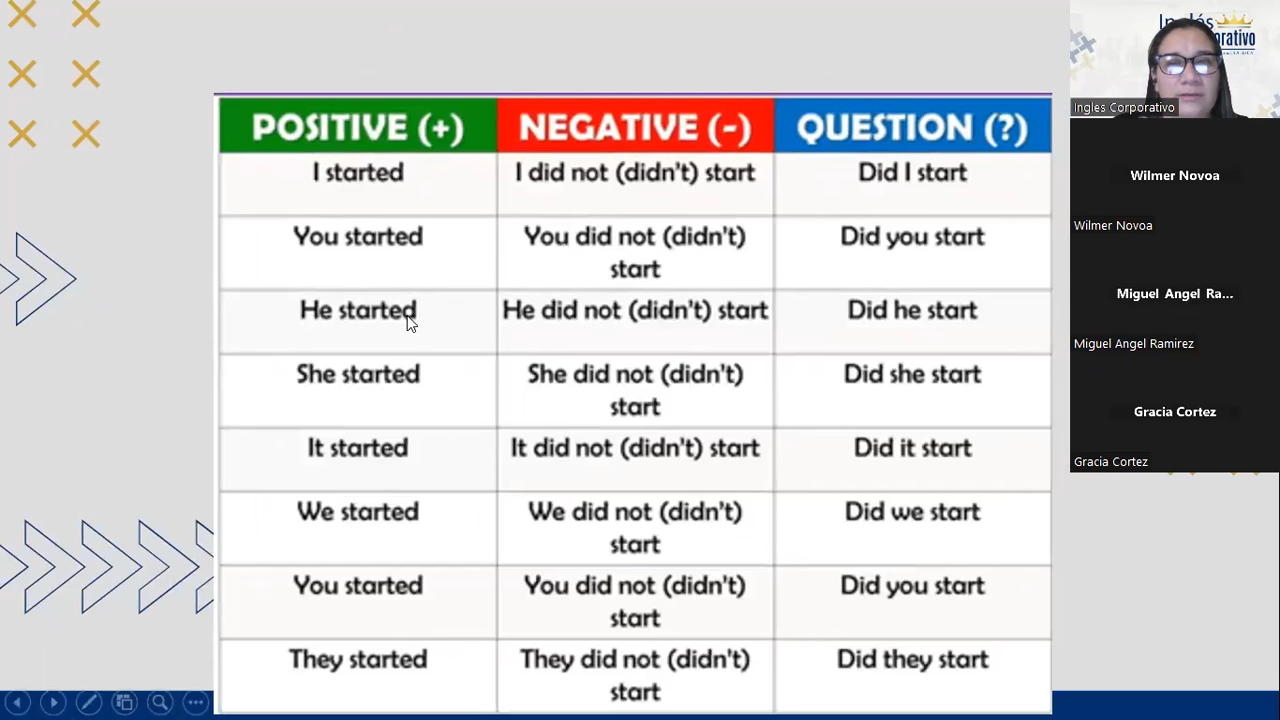 POSITIVE (+) NEGATIVE (-) QUESTION (?)
I started I did not (didn't) start Did I start
You started You did not (didn't) Did you start
start
He started He did not (didn't) start Did he start
She started She did not (didn't) Did she start
start
It started It did not (didn't) start Did it start
We started We did not (didn't) Did we start
start
You started You did not (didn't) Did you start
start
They started They did not (didn't) Did they start
start
Ingles Corporativo
Wilmer Novoa
Wilmer Novoa
Miguel Angel Ra...
Miguel Angel Ramirez
Gracia Cortez
Gracia Cortez